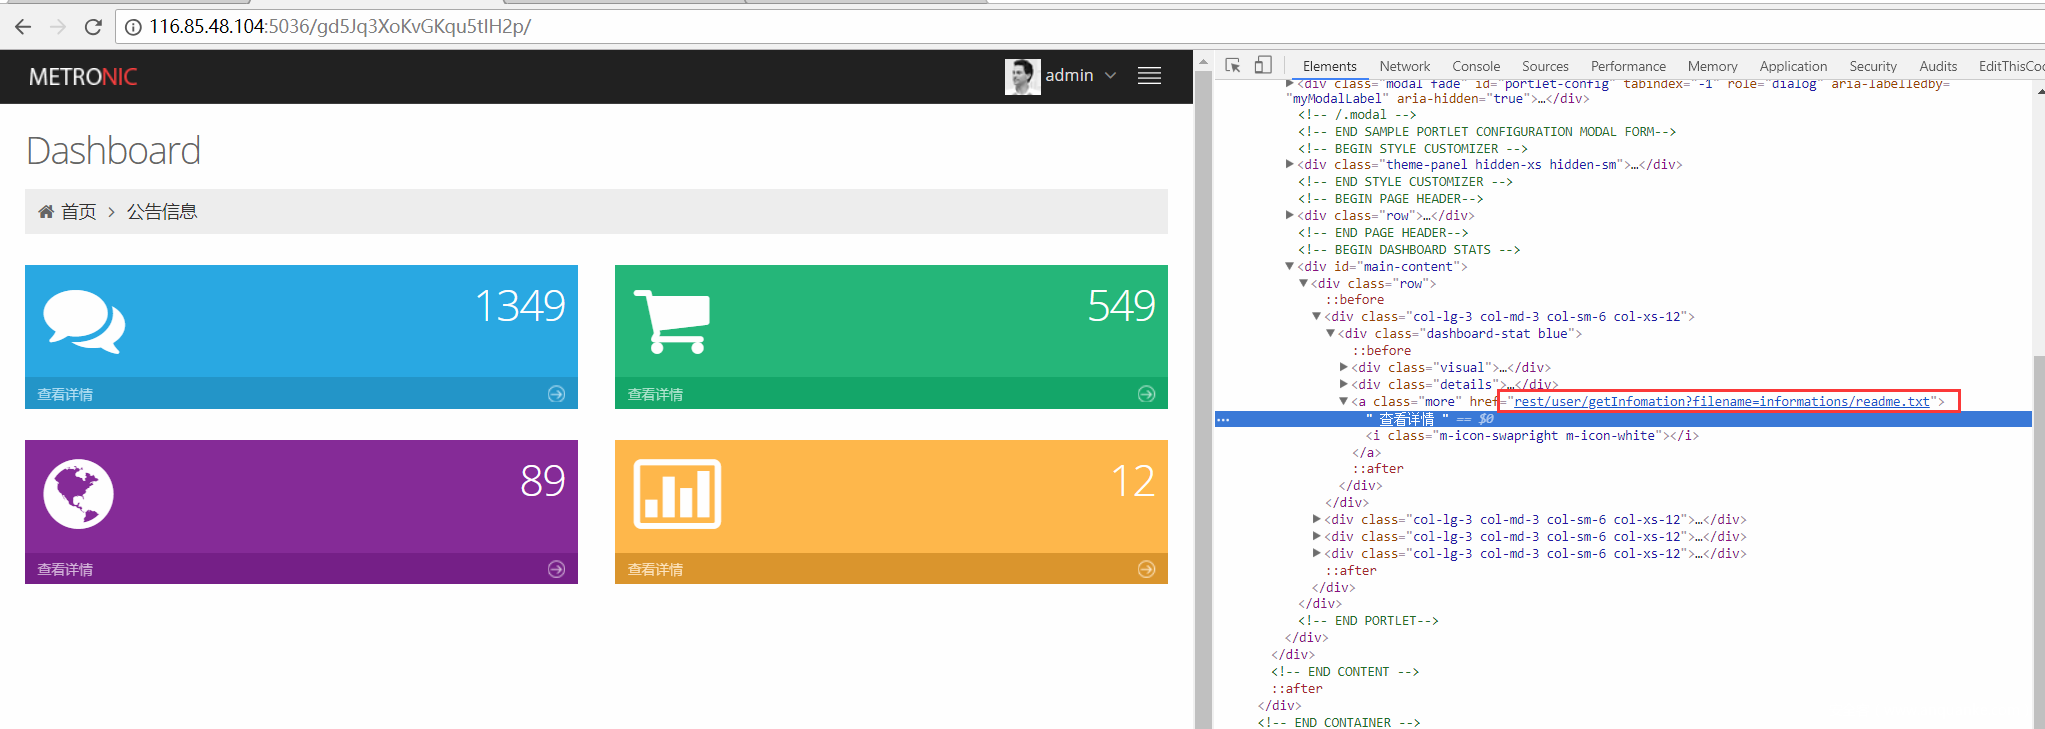 116.85.48.104:5036/gd5Jq3XoKvGKqu5tIH2p/
METRONIC
admin
Dashboard
首页 > 公告信息
1349
查看详情
549
查看详情
89
查看详情
12
查看详情
Elements Network Console Sources Performance Memory Application Security Audits EditThisCoo
▶<div class="modal fade" id="portlet-config" tabindex="-1" role="dialog" aria-labelledby=
"myModalLabel" aria-hidden="true">…</div>
<!-- /.modal -->
<!-- END SAMPLE PORTLET CONFIGURATION MODAL FORM-->
<!-- BEGIN STYLE CUSTOMIZER -->
▶<div class="theme-panel hidden-xs hidden-sm">…</div>
<!-- END STYLE CUSTOMIZER -->
<!-- BEGIN PAGE HEADER-->
▶<div class="row">…</div>
<!-- END PAGE HEADER-->
<!-- BEGIN DASHBOARD STATS -->
▼<div id="main-content">
▼<div class="row">
::before
▼<div class="col-lg-3 col-md-3 col-sm-6 col-xs-12">
▼<div class="dashboard-stat blue">
::before
▶<div class="visual">…</div>
▶<div class="details">…</div>
▼<a class="more" href="rest/user/getInfomation?filename=informations/readme.txt">
… " 查看详情 " == $0
<i class="m-icon-swapright m-icon-white"></i>
</a>
::after
</div>
</div>
▶<div class="col-lg-3 col-md-3 col-sm-6 col-xs-12">…</div>
▶<div class="col-lg-3 col-md-3 col-sm-6 col-xs-12">…</div>
▶<div class="col-lg-3 col-md-3 col-sm-6 col-xs-12">…</div>
::after
</div>
</div>
<!-- END PORTLET-->
</div>
</div>
<!-- END CONTENT -->
::after
</div>
<!-- END CONTAINER -->